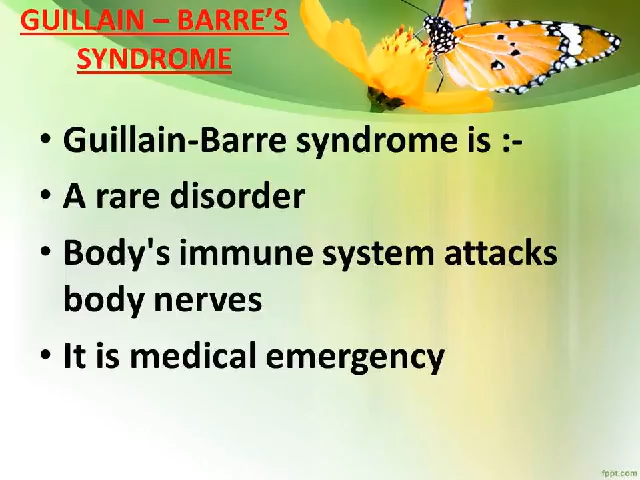 GUILLAIN – BARRE’S
SYNDROME
• Guillain-Barre syndrome is :-
• A rare disorder
• Body's immune system attacks
body nerves
• It is medical emergency
fppt.com